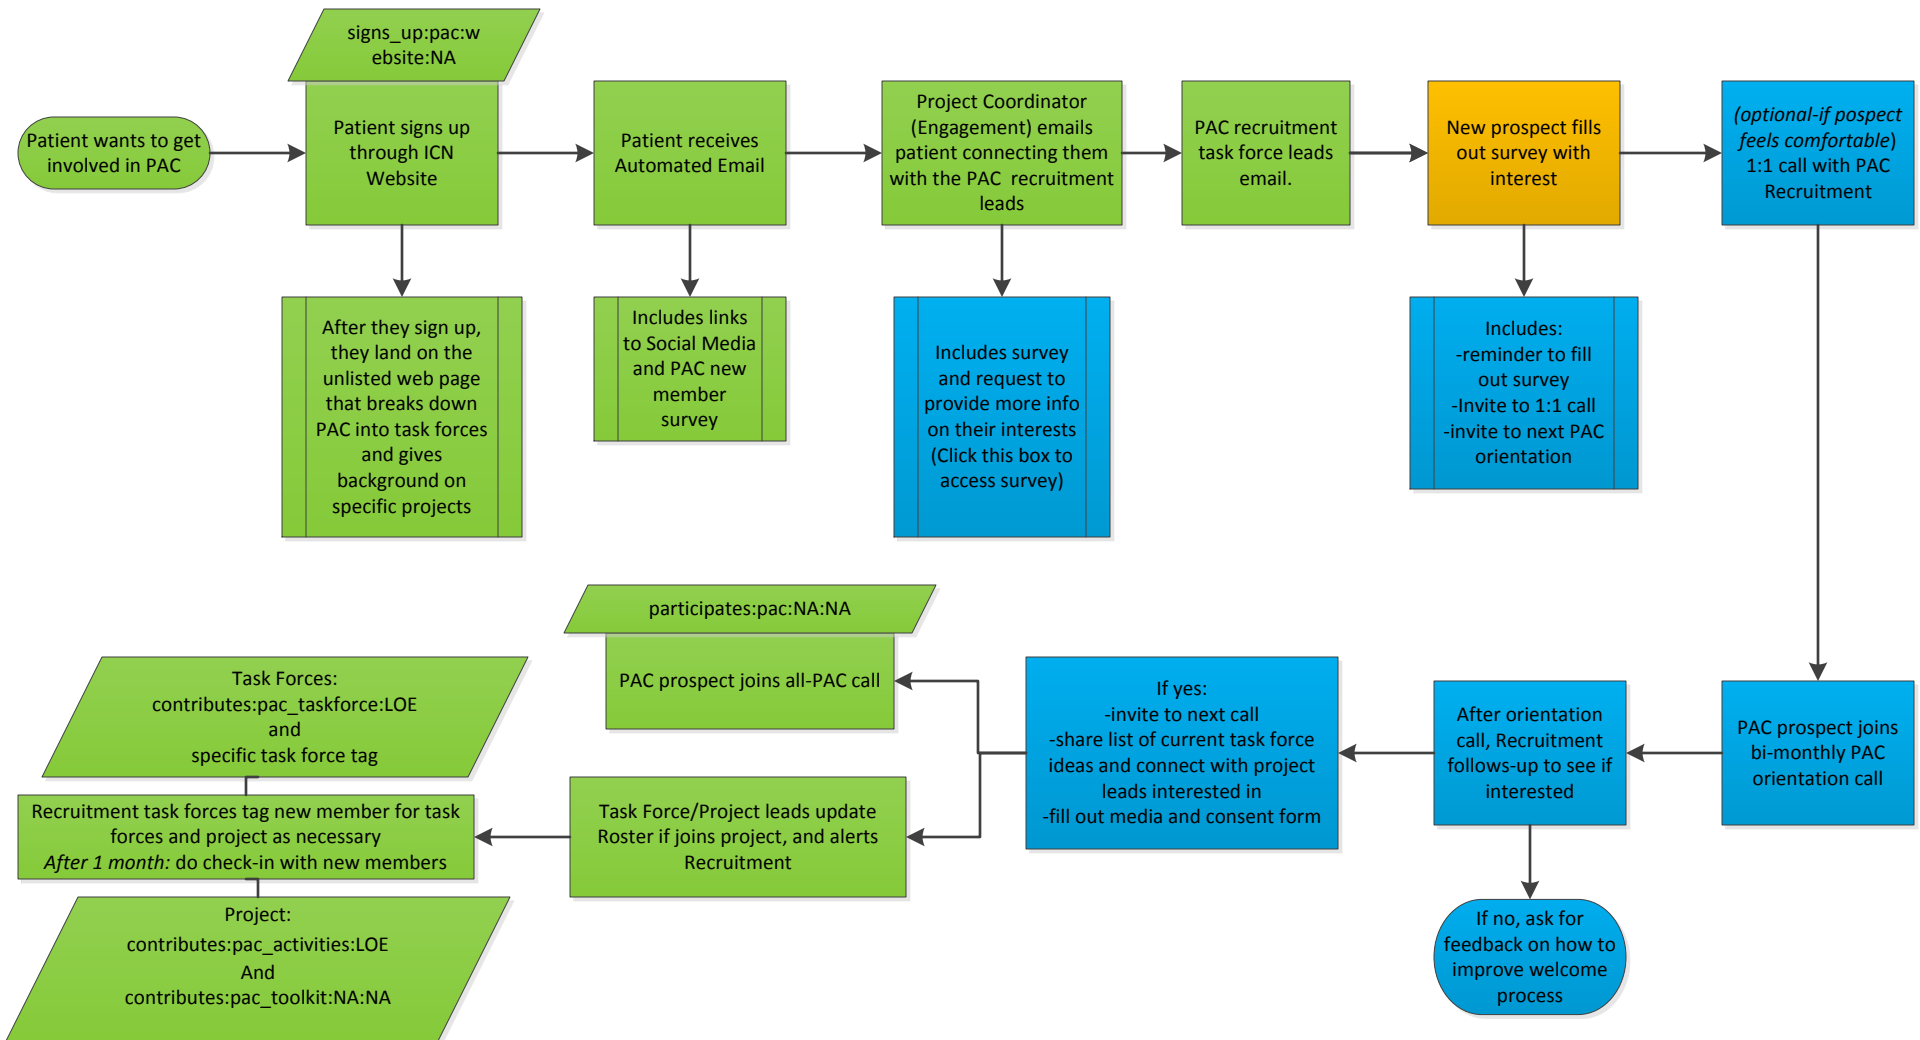 signs_up:pac:w
ebsite:NA
Patient wants to get
involved in PAC
Patient signs up
through ICN
Website
Patient receives
Automated Email
Project Coordinator
(Engagement) emails
patient connecting them
with the PAC recruitment
leads
PAC recruitment
task force leads
email.
New prospect fills
out survey with
interest
(optional-if pospect
feels comfortable)
1:1 call with PAC
Recruitment
After they sign up,
they land on the
unlisted web page
that breaks down
PAC into task forces
and gives
background on
specific projects
Includes links
to Social Media
and PAC new
member
survey
Includes survey
and request to
provide more info
on their interests
(Click this box to
access survey)
Includes:
-reminder to fill
out survey
-Invite to 1:1 call
-invite to next PAC
orientation
participates:pac:NA:NA
PAC prospect joins all-PAC call
Task Forces:
contributes:pac_taskforce:LOE
and
specific task force tag
If yes:
-invite to next call
-share list of current task force
ideas and connect with project
leads interested in
-fill out media and consent form
After orientation
call, Recruitment
follows-up to see if
interested
PAC prospect joins
bi-monthly PAC
orientation call
Recruitment task forces tag new member for task
forces and project as necessary
After 1 month: do check-in with new members
Task Force/Project leads update
Roster if joins project, and alerts
Recruitment
Project:
contributes:pac_activities:LOE
And
contributes:pac_toolkit:NA:NA
If no, ask for
feedback on how to
improve welcome
process